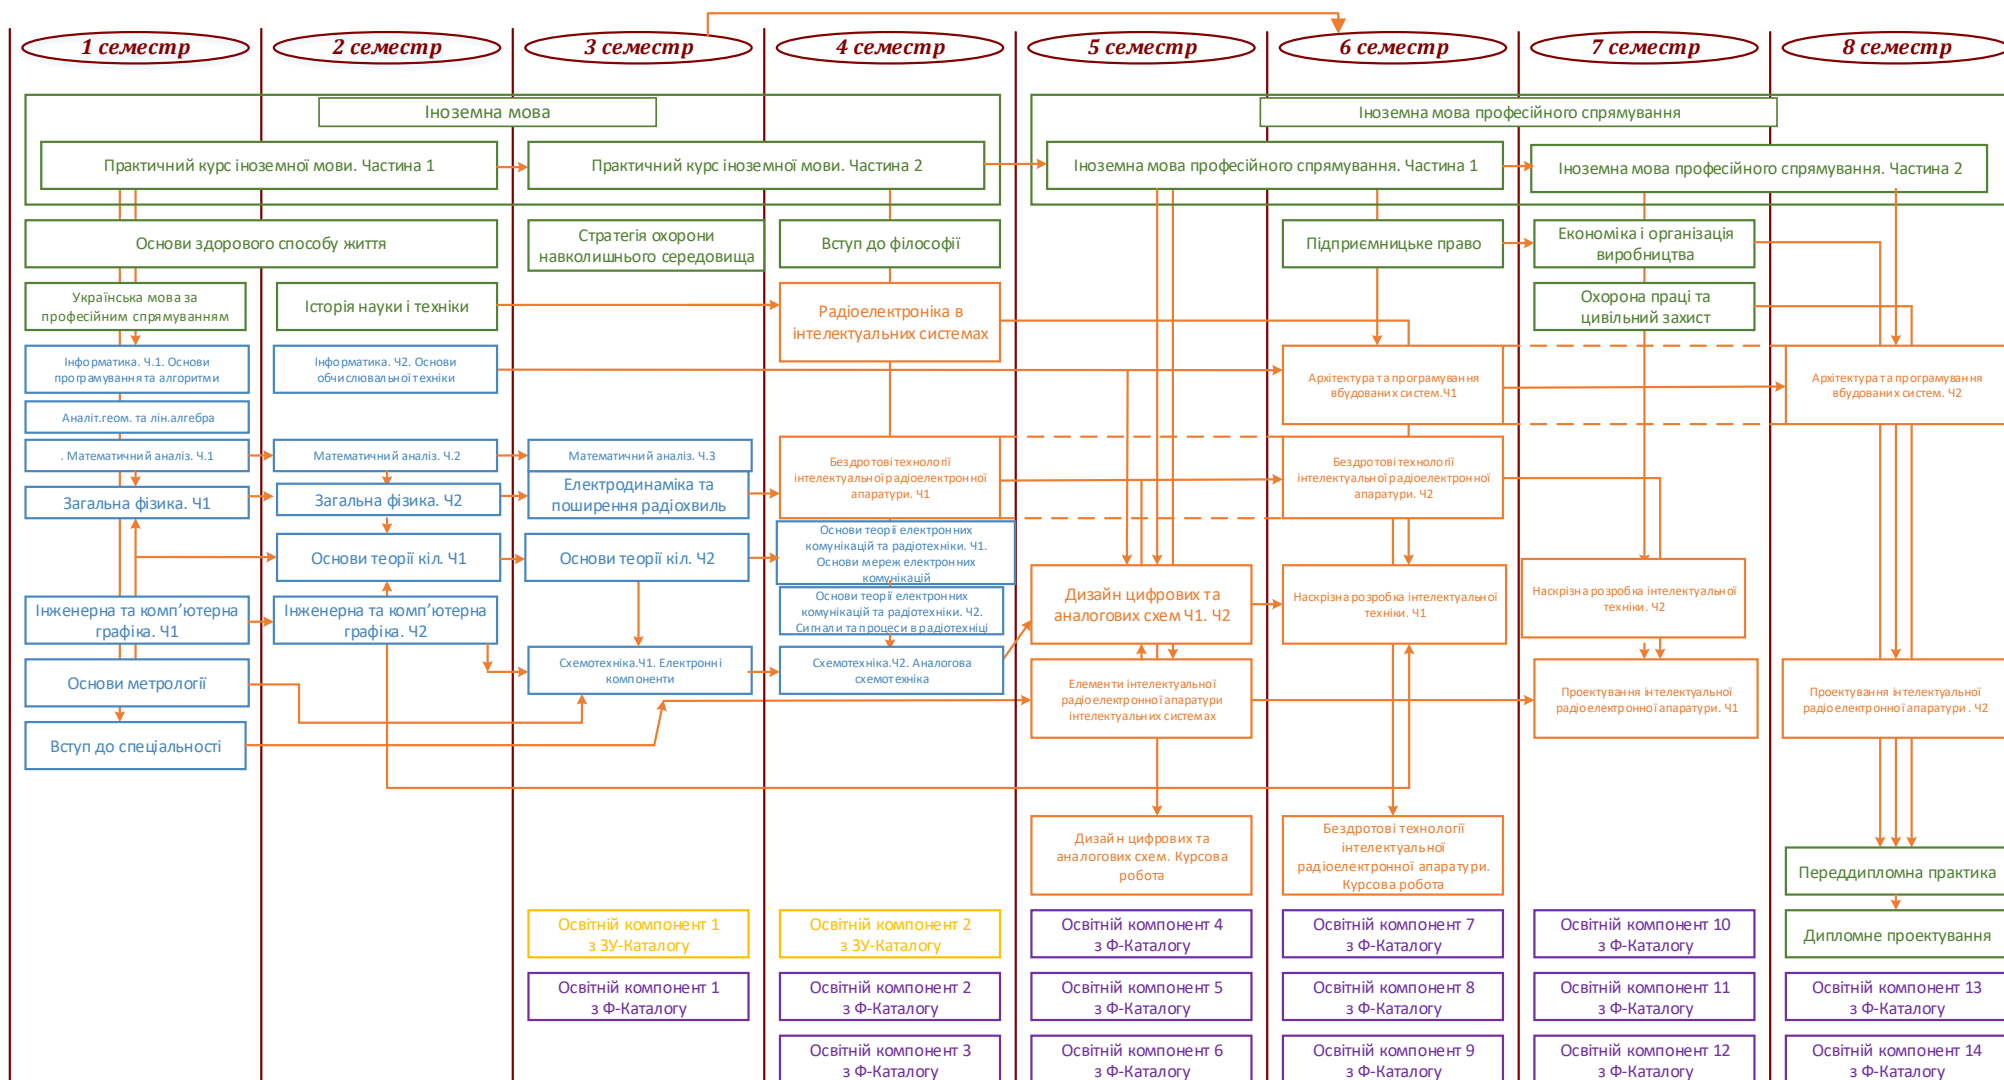 1 семестр
2 семестр
3 семестр
4 семестр
5 семестр
6 семестр
7 семестр
8 семестр
Іноземна мова
Іноземна мова професійного спрямування
Практичний курс іноземної мови. Частина 1
Практичний курс іноземної мови. Частина 2
Іноземна мова професійного спрямування. Частина 1
Іноземна мова професійного спрямування. Частина 2
Основи здорового способу життя
Стратегія охорони
навколишнього середовища
Вступ до філософії
Підприємницьке право
Економіка і організація
виробництва
Українська мова за
професійним спрямуванням
Історія науки і техніки
Радіоелектроніка в
інтелектуальних системах
Охорона праці та
цивільний захист
Інформатика. Ч.1. Основи
програмування та алгоритми
Інформатика. Ч2. Основи
обчислювальної техніки
Архітектура та програмування
вбудованих систем.Ч1
Архітектура та програмування
вбудованих систем. Ч2
Аналіт.геом. та лін.алгебра
. Математичний аналіз. Ч.1
Математичний аналіз. Ч.2
Математичний аналіз. Ч.3
Бездротові технології
інтелектуальної радіоелектронної
апаратури. Ч1
Бездротові технології
інтелектуальної радіоелектронної
апаратури. Ч2
Загальна фізика. Ч1
Загальна фізика. Ч2
Електродинаміка та
поширення радіохвиль
Основи теорії кіл. Ч1
Основи теорії кіл. Ч2
Основи теорії електронних
комунікацій та радіотехніки. Ч1.
Основи мереж електронних
комунікацій
Інженерна та комп’ютерна
графіка. Ч1
Інженерна та комп’ютерна
графіка. Ч2
Основи теорії електронних
комунікацій та радіотехніки. Ч2.
Сигнали та процеси в радіотехніці
Дизайн цифрових та
аналогових схем Ч1. Ч2
Наскрізна розробка інтелектуальної
техніки. Ч1
Наскрізна розробка інтелектуальної
техніки. Ч2
Основи метрології
Схемотехніка.Ч1. Електронні
компоненти
Схемотехніка.Ч2. Аналогова
схемотехніка
Елементи інтелектуальної
радіоелектронної апаратури
інтелектуальних системах
Проектування інтелектуальної
радіоелектронної апаратури. Ч1
Проектування інтелектуальної
радіоелектронної апаратури . Ч2
Вступ до спеціальності
Дизайн цифрових та
аналогових схем. Курсова
робота
Бездротові технології
інтелектуальної
радіоелектронної апаратури.
Курсова робота
Переддипломна практика
Освітній компонент 1
з ЗУ-Каталогу
Освітній компонент 2
з ЗУ-Каталогу
Освітній компонент 4
з Ф-Каталогу
Освітній компонент 7
з Ф-Каталогу
Освітній компонент 10
з Ф-Каталогу
Дипломне проектування
Освітній компонент 1
з Ф-Каталогу
Освітній компонент 2
з Ф-Каталогу
Освітній компонент 5
з Ф-Каталогу
Освітній компонент 8
з Ф-Каталогу
Освітній компонент 11
з Ф-Каталогу
Освітній компонент 13
з Ф-Каталогу
Освітній компонент 3
з Ф-Каталогу
Освітній компонент 6
з Ф-Каталогу
Освітній компонент 9
з Ф-Каталогу
Освітній компонент 12
з Ф-Каталогу
Освітній компонент 14
з Ф-Каталогу